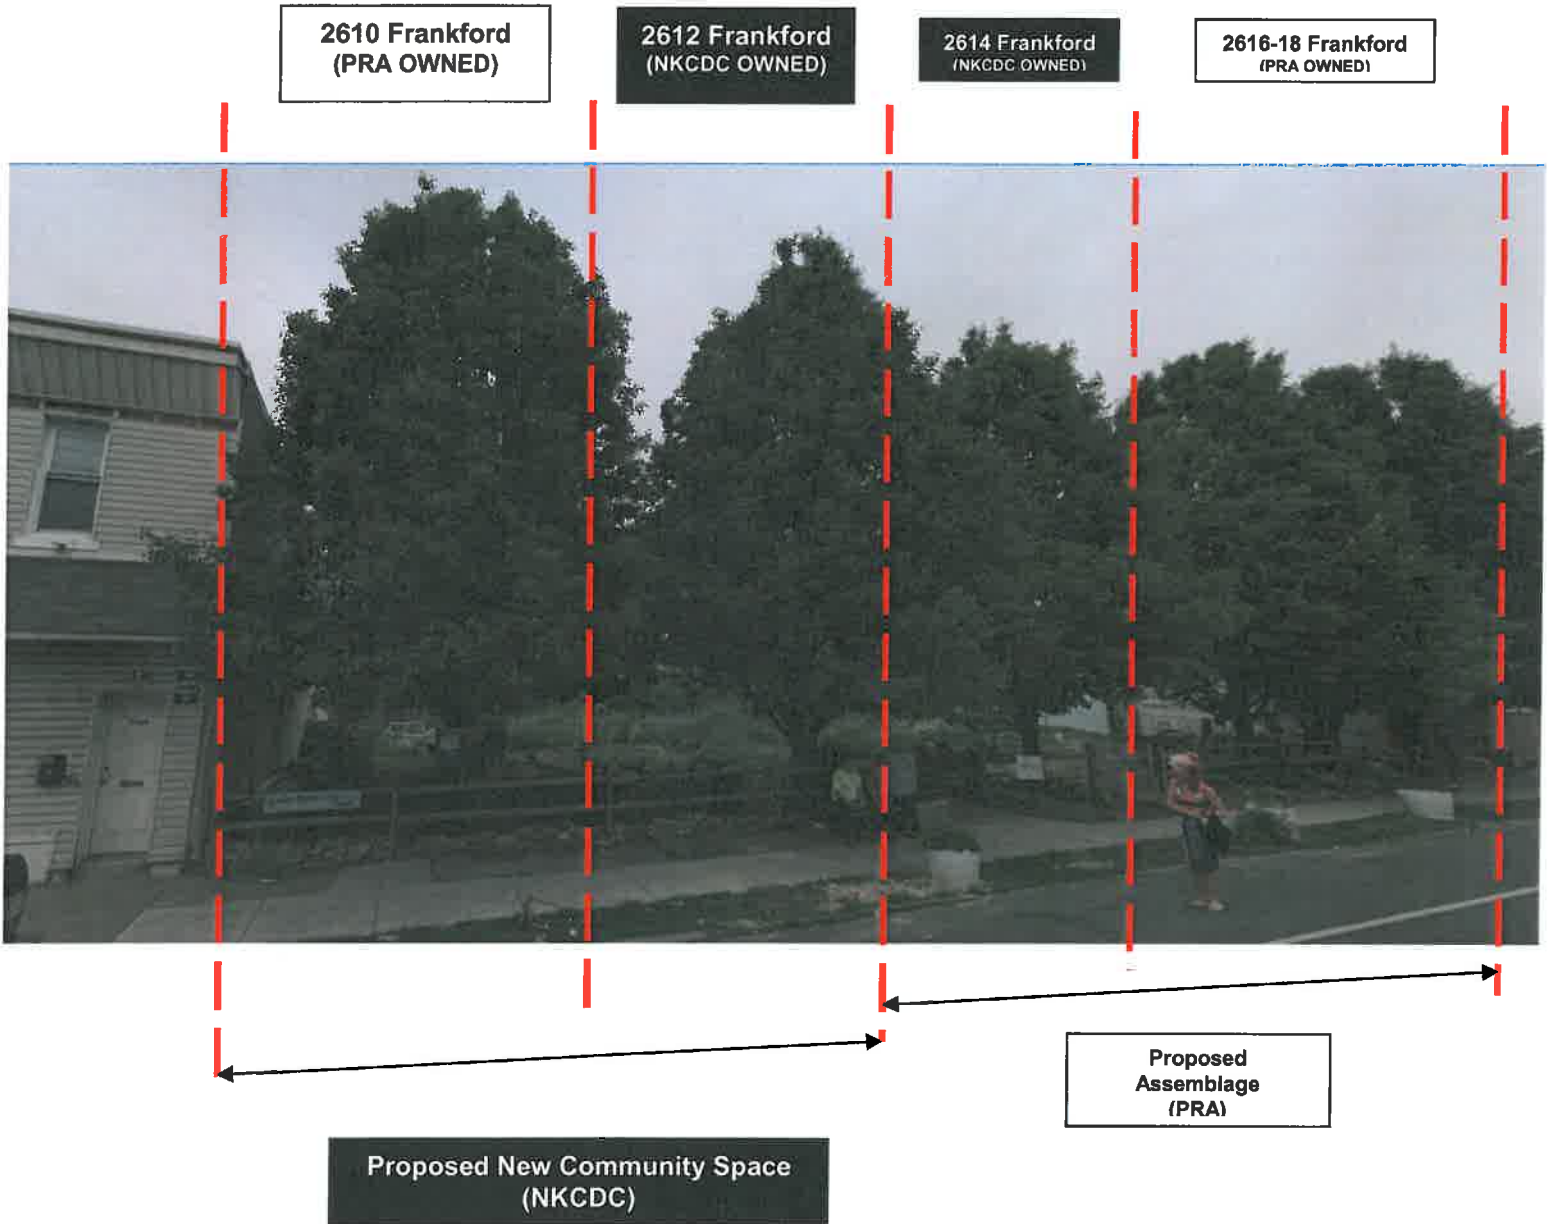 2610 Frankford
(PRA OWNED)
2612 Frankford
(NKCDC OWNED)
2614 Frankford
(NKCDC OWNED)
2616-18 Frankford
(PRA OWNED)
Proposed
Assemblage
(PRA)
Proposed New Community Space
(NKCDC)